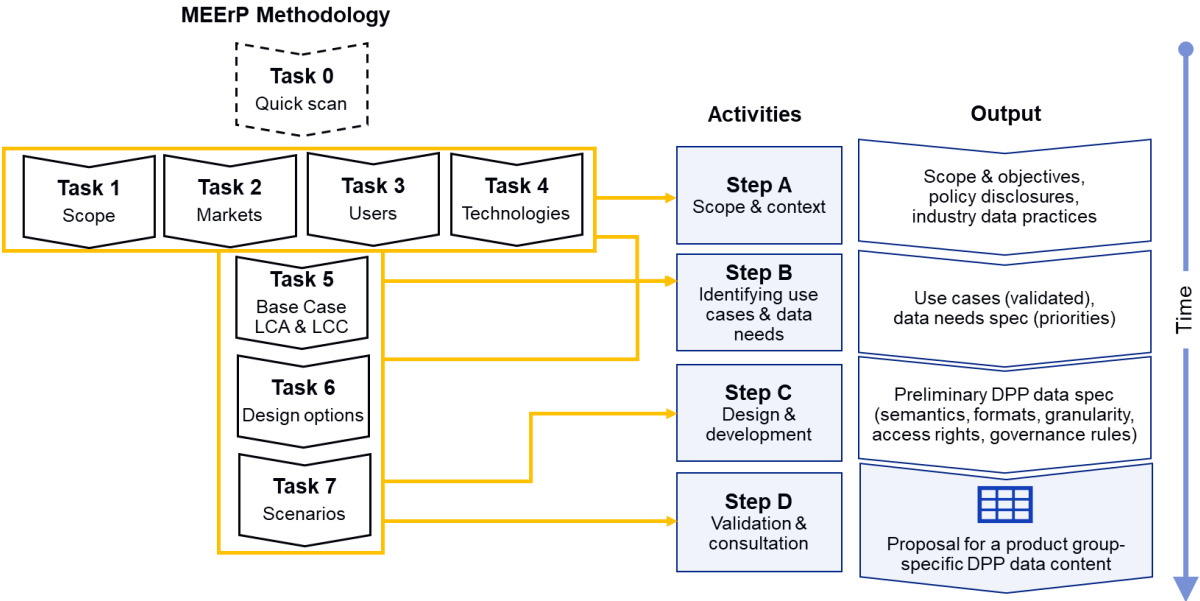 MEErP Methodology
Task 0
Quick scan
Task 1
Scope
Task 2
Markets
Task 3
Users
Task 4
Technologies
Task 5
Base Case
LCA & LCC
Task 6
Design options
Task 7
Scenarios
Activities
Step A
Scope & context
Step B
Identifying use
cases & data
needs
Step C
Design &
development
Step D
Validation &
consultation
Output
Scope & objectives,
policy disclosures,
industry data practices
Use cases (validated),
data needs spec (priorities)
Preliminary DPP data spec
(semantics, formats, granularity,
access rights, governance rules)
Proposal for a product group-
specific DPP data content
Time